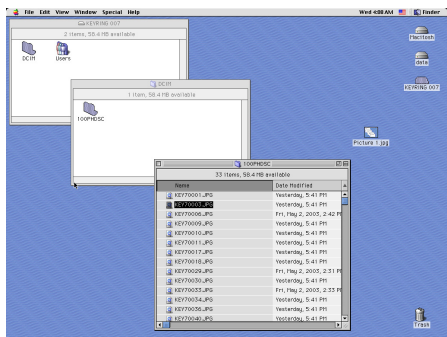 File Edit View Window Special Help
Wed 4:08 AM Finder
KEYRING 007
2 items, 58.4 MB available
DCIM Users
DCIM
1 item, 58.4 MB available
100PHDSC
100PHDSC
33 items, 58.4 MB available
Name Date Modified
KEY70001.JPG Yesterday, 5:41 PM
KEY70003.JPG Yesterday, 5:41 PM
KEY70006.JPG Fri, May 2, 2003, 2:42 P
KEY70009.JPG Yesterday, 5:41 PM
KEY70010.JPG Yesterday, 5:41 PM
KEY70011.JPG Yesterday, 5:41 PM
KEY70017.JPG Yesterday, 5:41 PM
KEY70018.JPG Yesterday, 5:41 PM
KEY70029.JPG Fri, May 2, 2003, 2:31 P
KEY70030.JPG Yesterday, 5:41 PM
KEY70033.JPG Fri, May 2, 2003, 2:33 P
KEY70034.JPG Yesterday, 5:41 PM
KEY70036.JPG Yesterday, 5:41 PM
KEY70040.JPG Yesterday, 5:41 PM
Macintosh
data
KEYRING 007
Picture 1.jpg
Trash